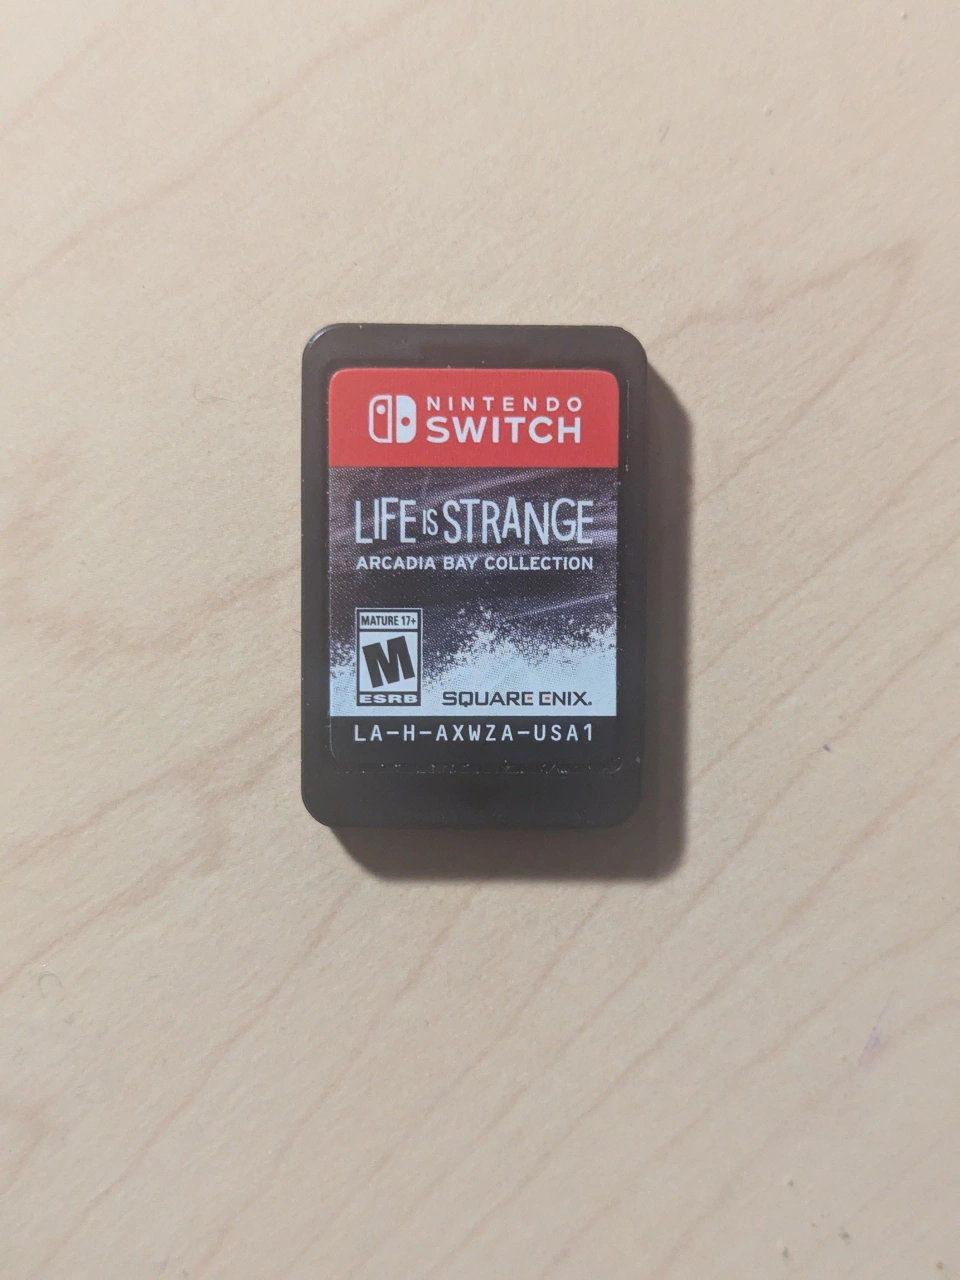 NINTENDO
SWITCH
LIFE IS STRANGE
ARCADIA BAY COLLECTION
MATURE 17+
M
ESRB
SQUARE ENIX.
LA-H-AXWZA-USA1